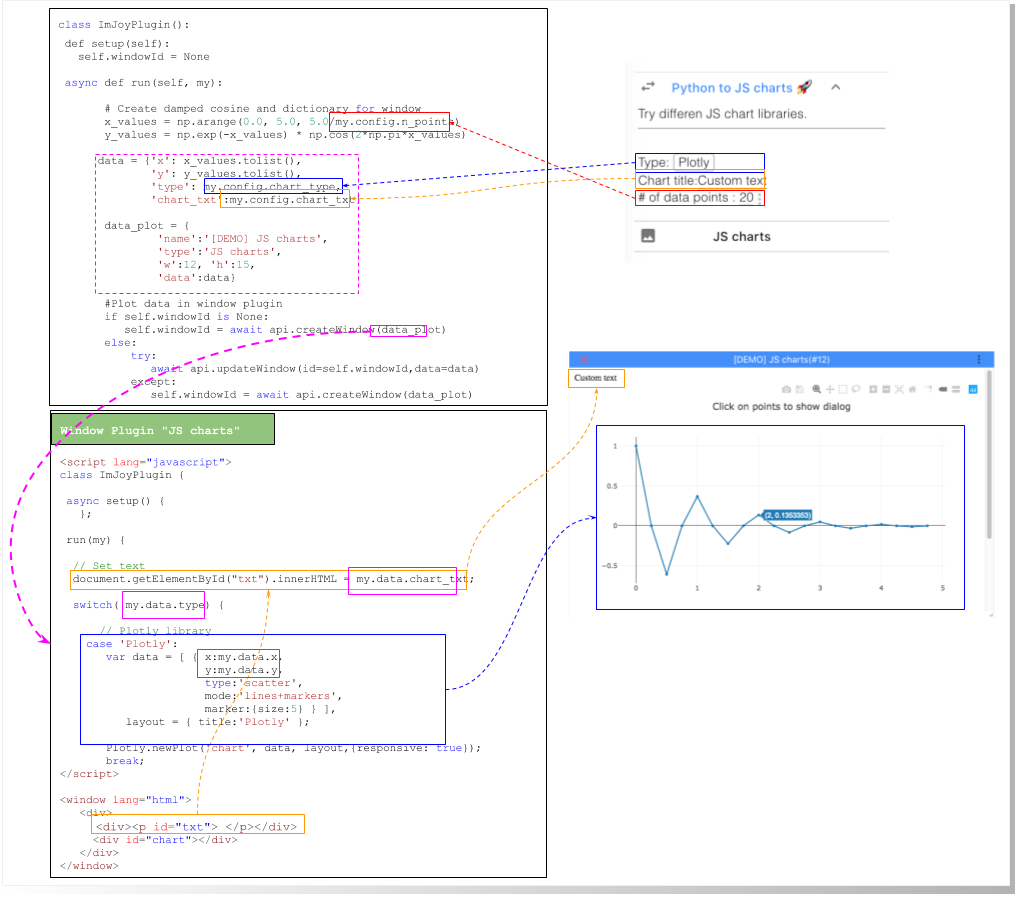 class ImJoyPlugin():
def setup(self):
self.windowId = None
async def run(self, my):
# Create damped cosine and dictionary for window
x_values = np.arange(0.0, 5.0, 5.0/my.config.n_points)
y_values = np.exp(-x_values) * np.cos(2*np.pi*x_values)
data = {'x': x_values.tolist(),
'y': y_values.tolist(),
'type': my.config.chart_type,
'chart_txt':my.config.chart_txt
data_plot = {
'name':'[DEMO] JS charts',
'type':'JS charts',
'w':12, 'h':15,
'data':data}
#Plot data in window plugin
if self.windowId is None:
self.windowId = await api.createWindow(data_plot)
else:
try:
await api.updateWindow(id=self.windowId,data=data)
except:
self.windowId = await api.createWindow(data_plot)
Window Plugin "JS charts"
<script lang="javascript">
class ImJoyPlugin {
async setup() {
};
run(my) {
// Set text
document.getElementById("txt").innerHTML = my.data.chart_txt;
switch( my.data.type) {
// Plotly library
case 'Plotly':
var data = [ { x:my.data.x,
y:my.data.y,
type:'scatter',
mode:'lines+markers',
marker:{size:5} } ],
layout = { title:'Plotly' };
Plotly.newPlot('chart', data, layout,{responsive: true});
break;
</script>
<window lang="html">
<div>
<div><p id="txt"> </p></div>
<div id="chart"></div>
</div>
</window>
Python to JS charts 🚀
Try differen JS chart libraries.
Type: Plotly
Chart title:Custom text
# of data points : 20
JS charts
[DEMO] JS charts(#12)
Custom text
Click on points to show dialog
1
0.5
0
−0.5
(2, 0.1353353)
0 1 2 3 4 5